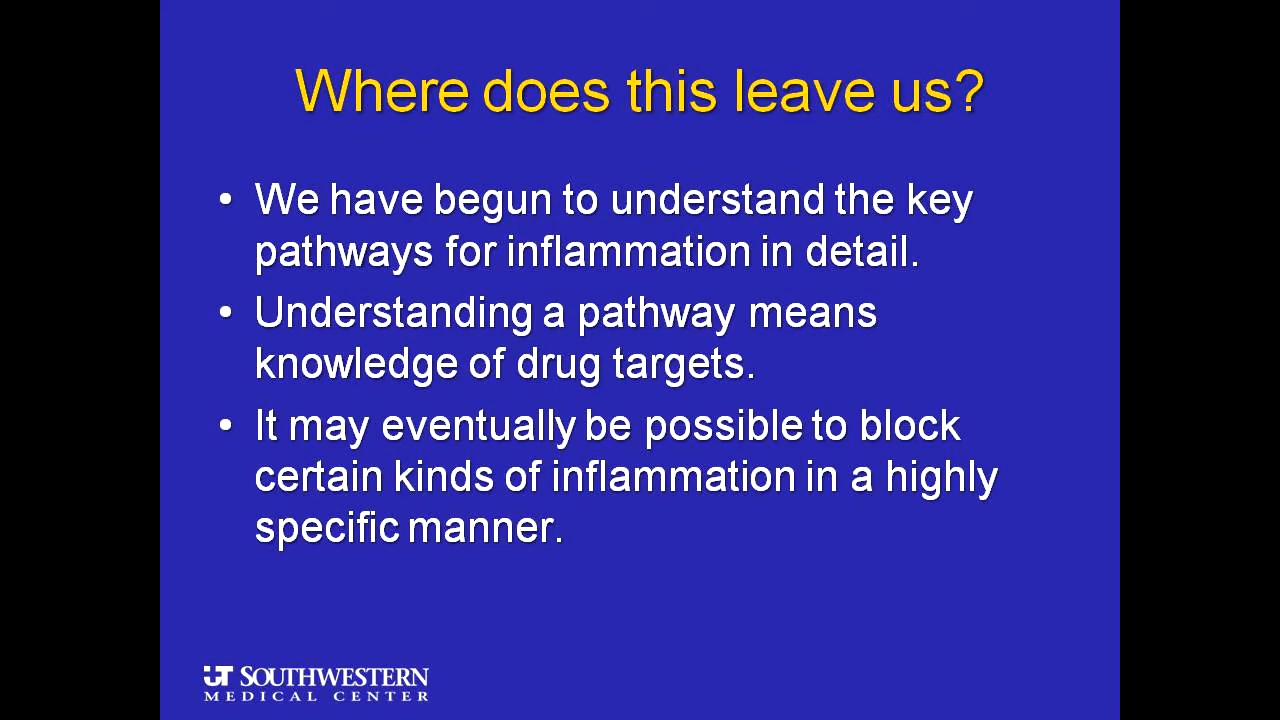 Where does this leave us?
• We have begun to understand the key
pathways for inflammation in detail.
• Understanding a pathway means
knowledge of drug targets.
• It may eventually be possible to block
certain kinds of inflammation in a highly
specific manner.
UT SOUTHWESTERN
MEDICAL CENTER